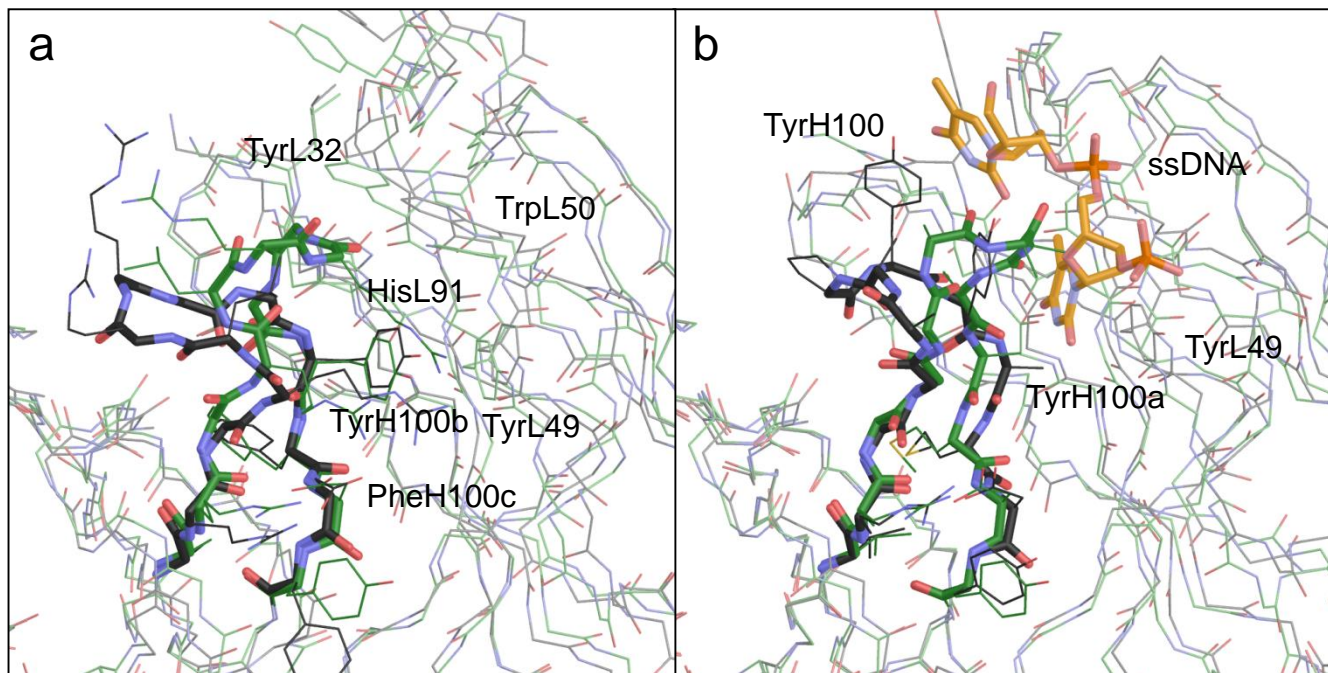 a
TyrL32
TrpL50
HisL91
TyrH100b
TyrL49
PheH100c
b
TyrH100
ssDNA
TyrL49
TyrH100a